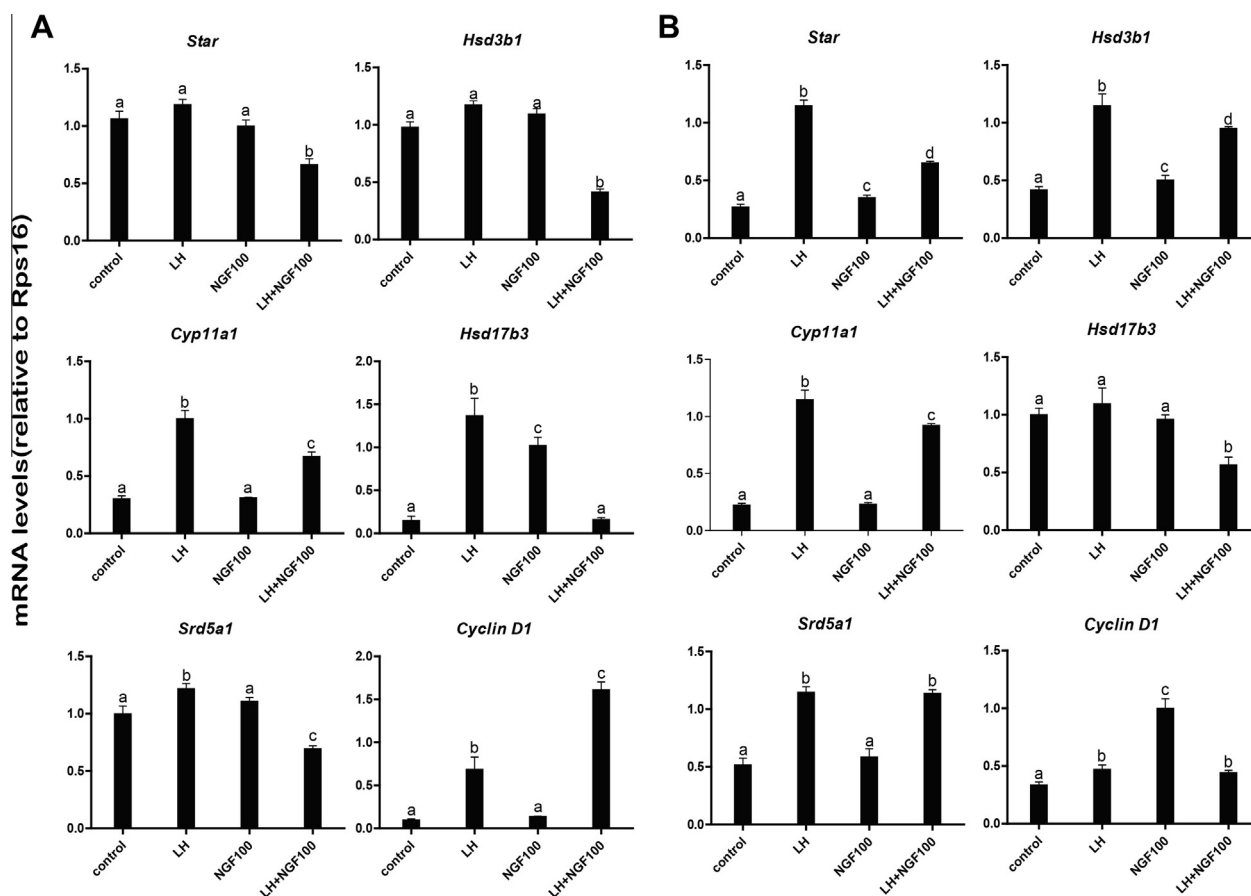 A
B
mRNA levels(relative to Rps16)
Star
1.5
1.0
0.5
0.0
a
a
a
b
control
LH
NGF100
LH+NGF100
Hsd3b1
1.5
1.0
0.5
0.0
a
a
a
b
control
LH
NGF100
LH+NGF100
Cyp11a1
1.5
1.0
0.5
0.0
a
b
a
c
control
LH
NGF100
LH+NGF100
Hsd17b3
2.0
1.5
1.0
0.5
0.0
a
b
c
a
control
LH
NGF100
LH+NGF100
Srd5a1
1.5
1.0
0.5
0.0
a
b
a
c
control
LH
NGF100
LH+NGF100
Cyclin D1
2.0
1.5
1.0
0.5
0.0
a
b
a
c
control
LH
NGF100
LH+NGF100
Star
1.5
1.0
0.5
0.0
a
b
c
d
control
LH
NGF100
LH+NGF100
Hsd3b1
1.5
1.0
0.5
0.0
a
b
c
d
control
LH
NGF100
LH+NGF100
Cyp11a1
1.5
1.0
0.5
0.0
a
b
a
c
control
LH
NGF100
LH+NGF100
Hsd17b3
1.5
1.0
0.5
0.0
a
a
a
b
control
LH
NGF100
LH+NGF100
Srd5a1
1.5
1.0
0.5
0.0
a
b
a
b
control
LH
NGF100
LH+NGF100
Cyclin D1
1.5
1.0
0.5
0.0
a
b
c
b
control
LH
NGF100
LH+NGF100